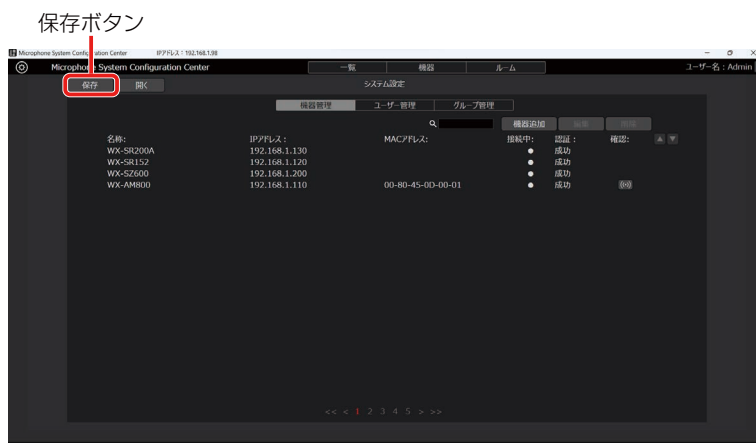 保存ボタン
Microphone System Configuration Center IPアドレス：192.168.1.98
Microphone System Configuration Center 一覧 機器 ルーム ユーザー名：Admin
保存 開く システム設定
機器管理 ユーザー管理 グループ管理
機器追加 編集 削除
名称: IPアドレス： MACアドレス: 接続中: 認証： 確認:
WX-SR200A 192.168.1.130 成功
WX-SR152 192.168.1.120 成功
WX-SZ600 192.168.1.200 成功
WX-AM800 192.168.1.110 00-80-45-0D-00-01 成功
<< < 1 2 3 4 5 > >>